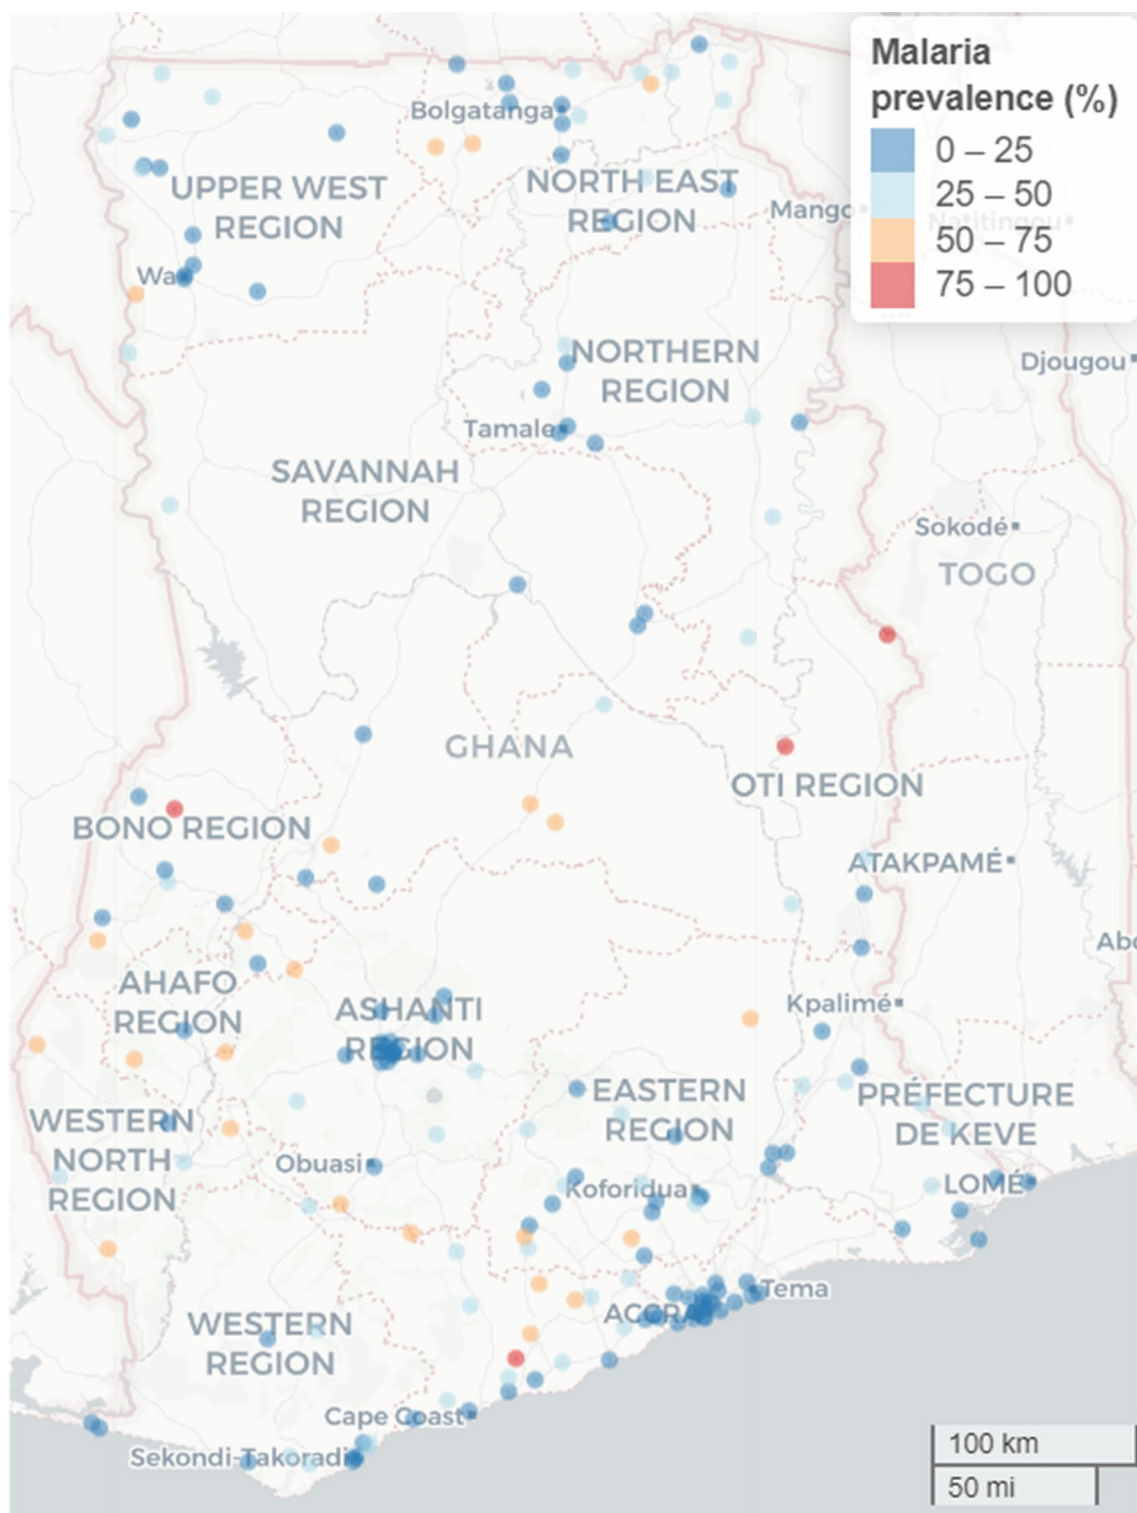 Malaria
prevalence (%)
0 – 25
25 – 50
50 – 75
75 – 100
Bolgatanga
UPPER WEST
REGION
NORTH EAST
REGION
Mango
Natitingou
Wa
NORTHERN
REGION
Djougou
Tamale
SAVANNAH
REGION
Sokodé
TOGO
GHANA
OTI REGION
BONO REGION
ATAKPAMÉ
Abo
AHAFO
REGION
ASHANTI
REGION
Kpalimé
EASTERN
REGION
PRÉFECTURE
DE KEVE
WESTERN
NORTH
REGION
Obuasi
Koforidua
LOMÉ
Tema
ACCRA
WESTERN
REGION
Cape Coast
Sekondi-Takoradi
100 km
50 mi